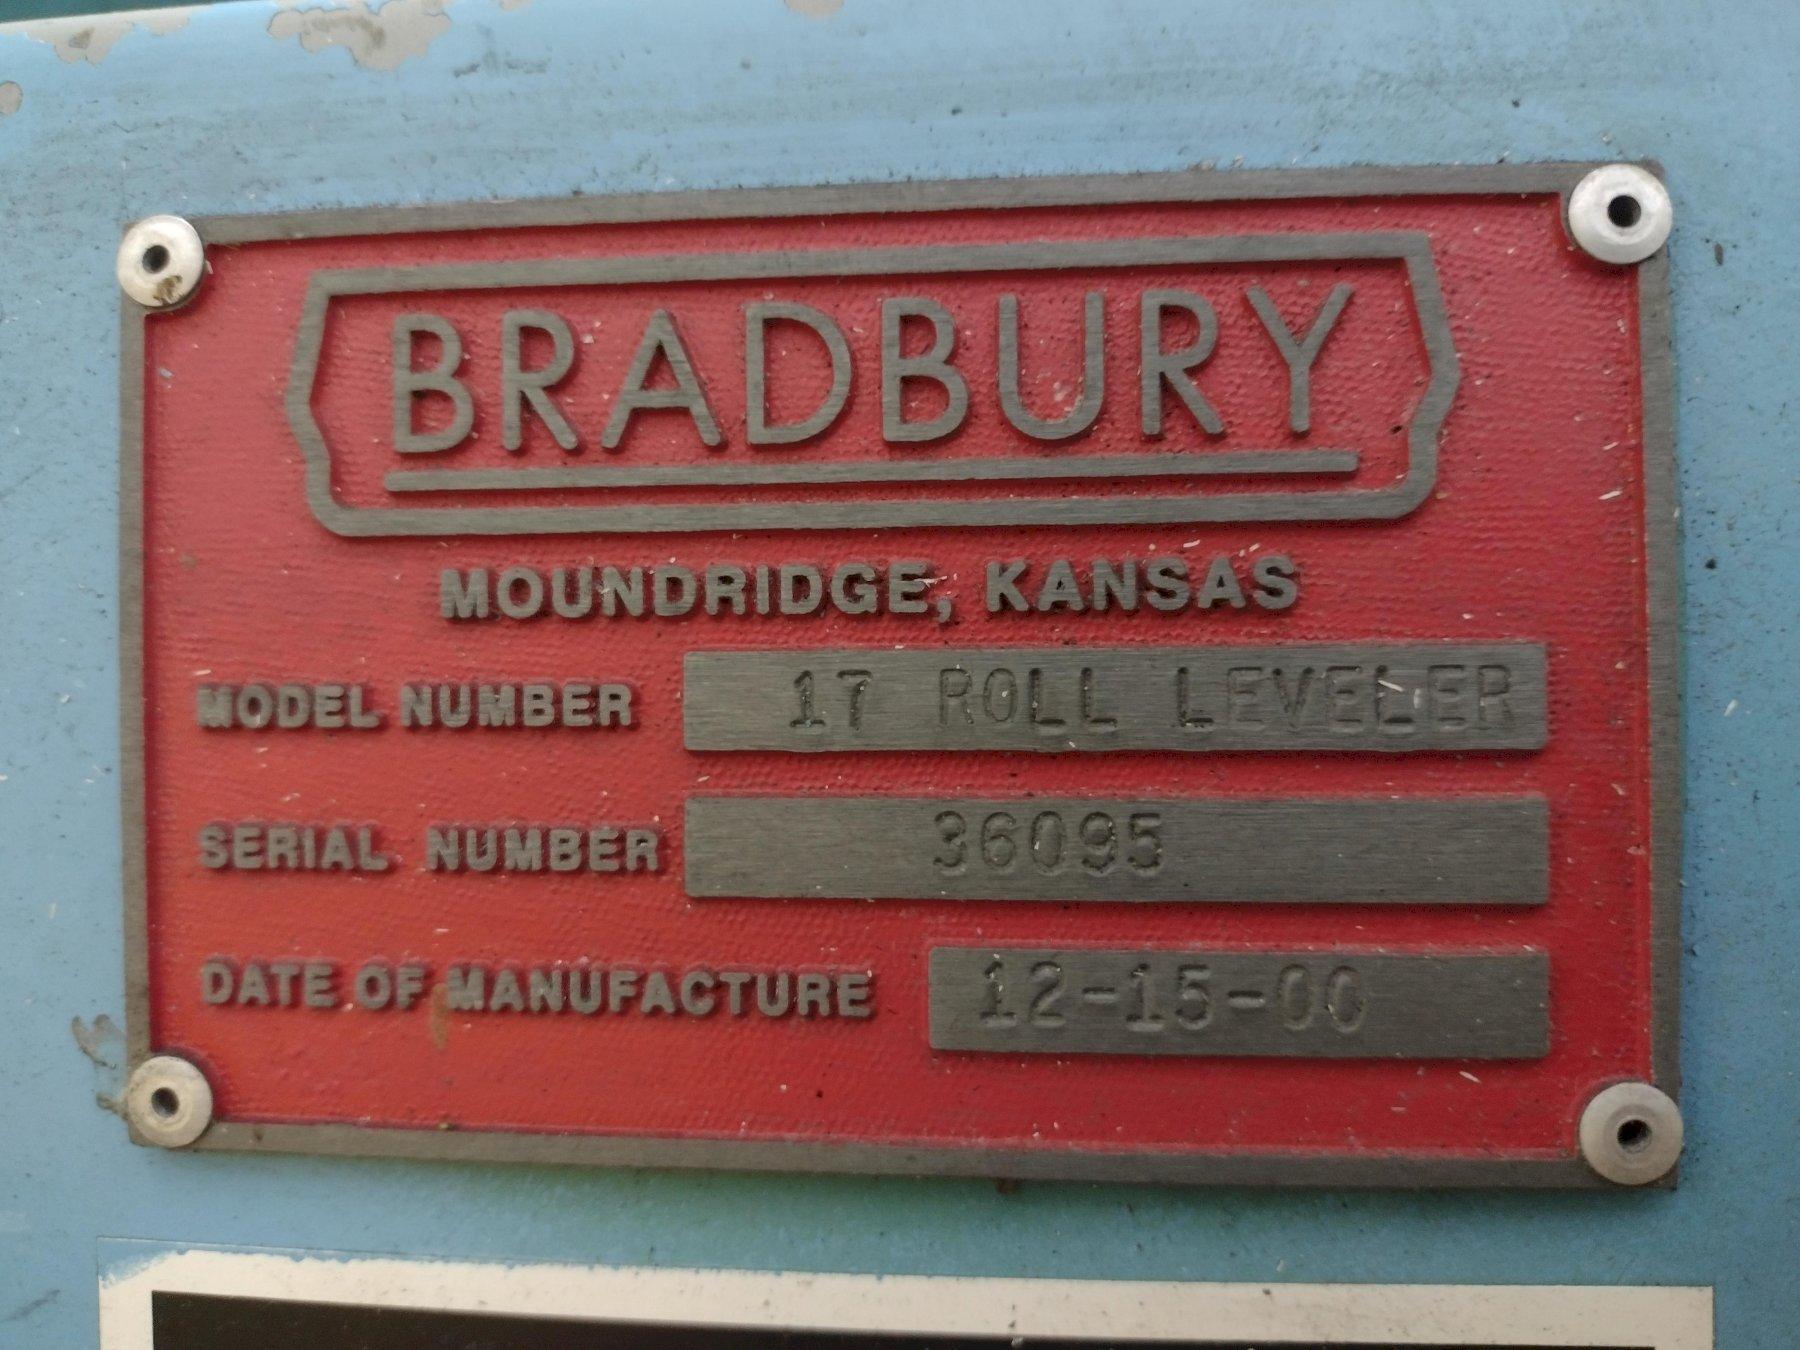 BRADBURY
MOUNDRIDGE, KANSAS
MODEL NUMBER 17 ROLL LEVELER
SERIAL NUMBER 36095
DATE OF MANUFACTURE 12-15-00